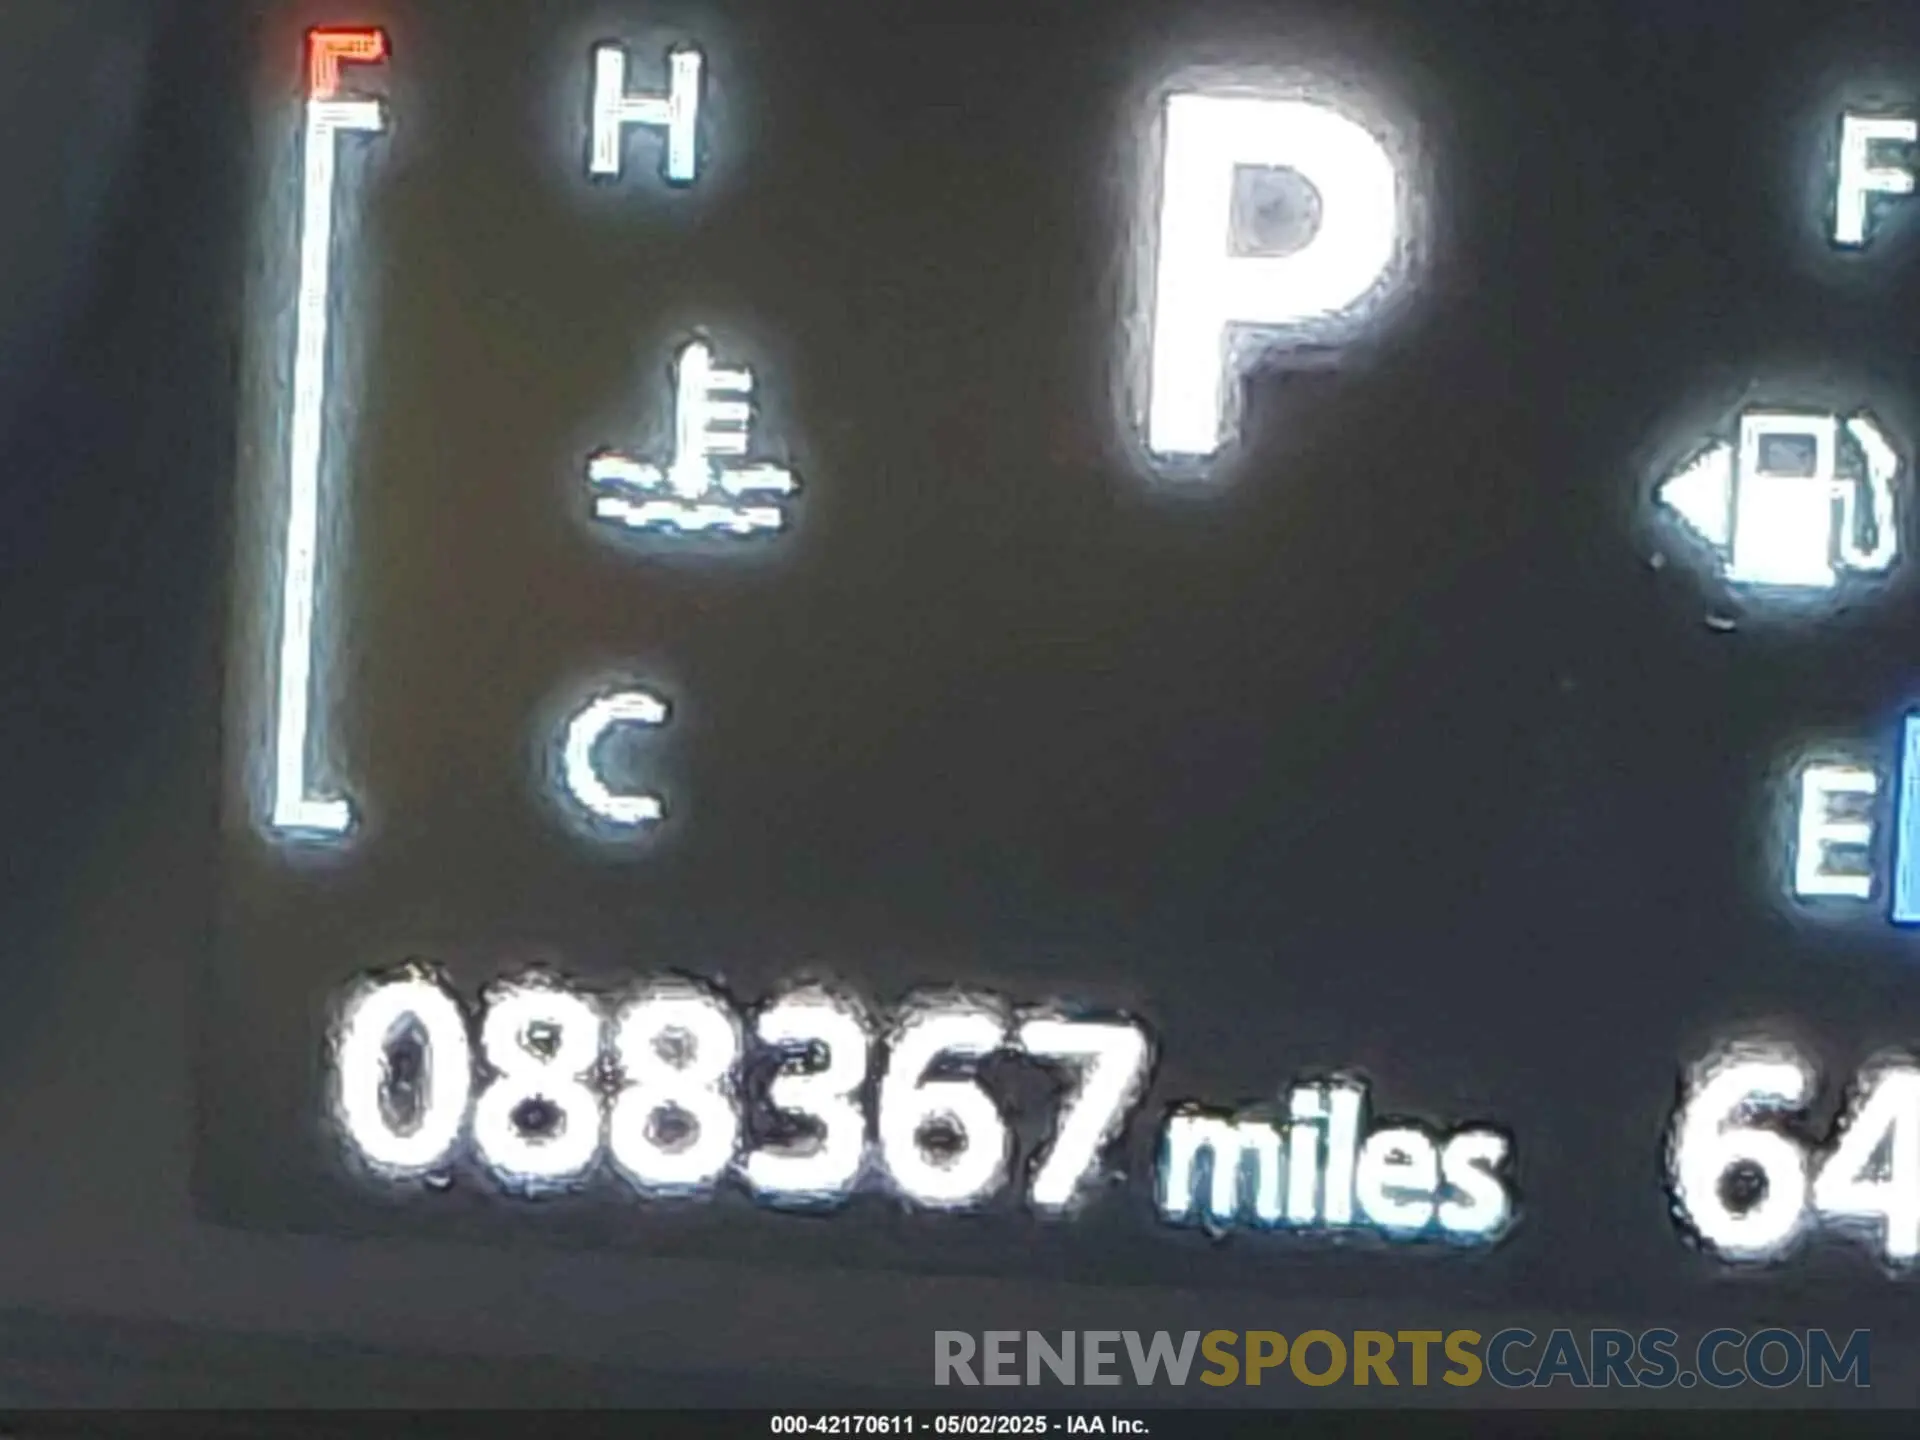 H
P
F
C
E
088367 miles
64
RENEWSPORTSCARS.COM
000-42170611 - 05/02/2025 - IAA Inc.